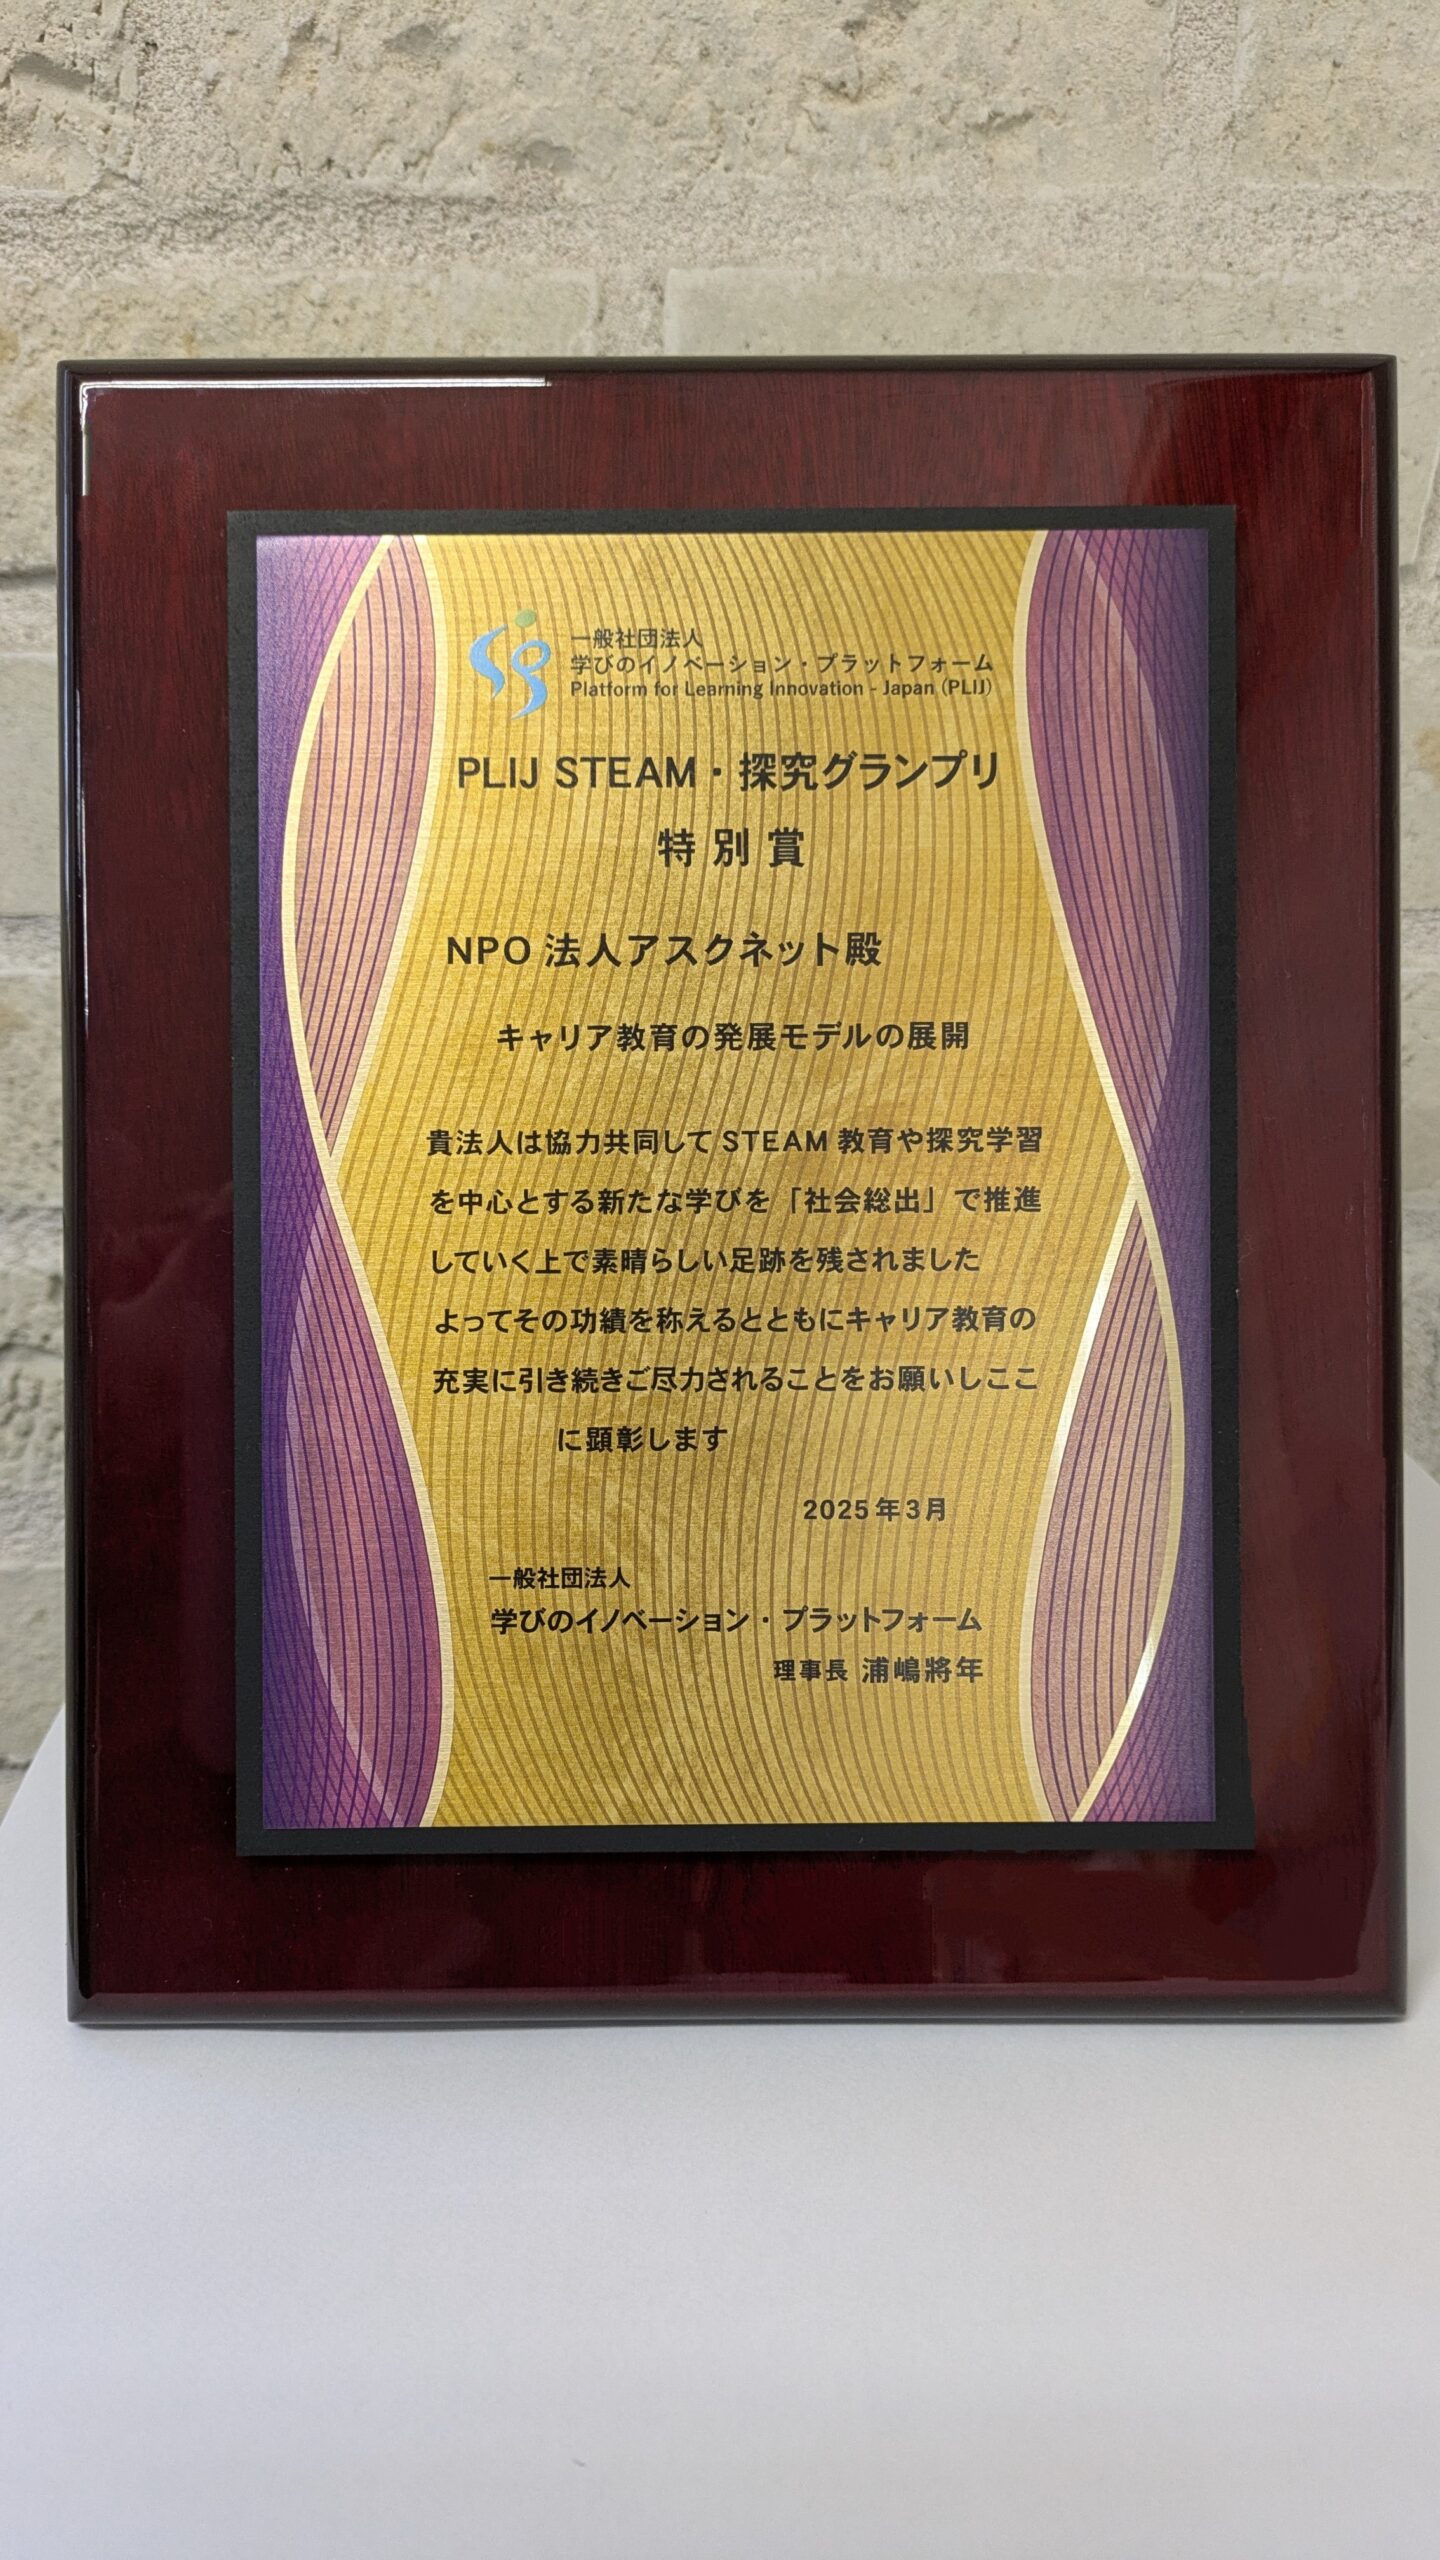 一般社団法人
学びのイノベーション・プラットフォーム
Platform for Learning Innovation - Japan (PLIJ)
PLIJ STEAM・探究グランプリ
特別賞
NPO 法人アスクネット殿
キャリア教育の発展モデルの展開
貴法人は協力共同して STEAM 教育や探究学習
を中心とする新たな学びを「社会総出」で推進
していく上で素晴らしい足跡を残されました
よってその功績を称えるとともにキャリア教育の
充実に引き続きご尽力されることをお願いしここ
に顕彰します
2025年3月
一般社団法人
学びのイノベーション・プラットフォーム
理事長 浦嶋將年